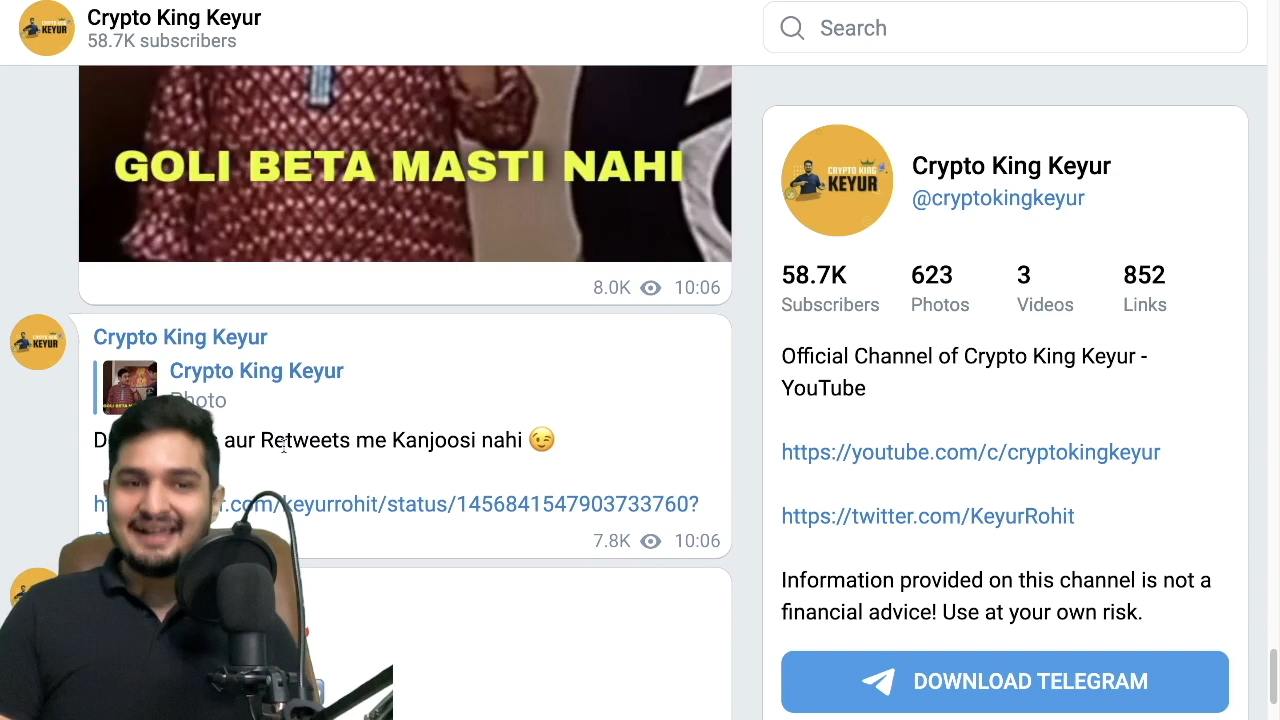 Crypto King Keyur
58.7K subscribers
Search
GOLI BETA MASTI NAHI
8.0K 10:06
Crypto King Keyur
Crypto King Keyur
Photo
aur Retweets me Kanjoosi nahi 😉
.com/keyurrohit/status/1456841547903733760?
7.8K 10:06
CRYPTO KING
KEYUR
Crypto King Keyur
@cryptokingkeyur
58.7K 623 3 852
Subscribers Photos Videos Links
Official Channel of Crypto King Keyur -
YouTube
https://youtube.com/c/cryptokingkeyur
https://twitter.com/KeyurRohit
Information provided on this channel is not a
financial advice! Use at your own risk.
DOWNLOAD TELEGRAM